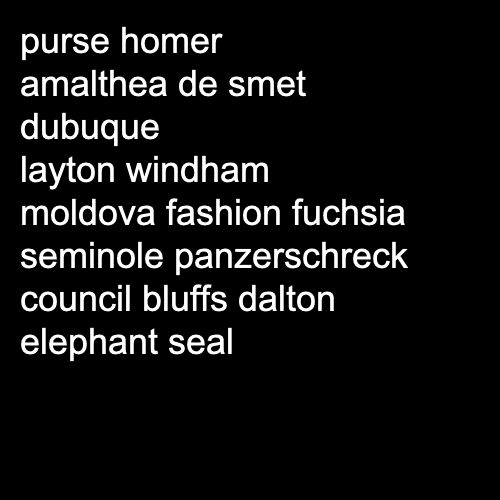 purse homer
amalthea de smet
dubuque
layton windham
moldova fashion fuchsia
seminole panzerschreck
council bluffs dalton
elephant seal